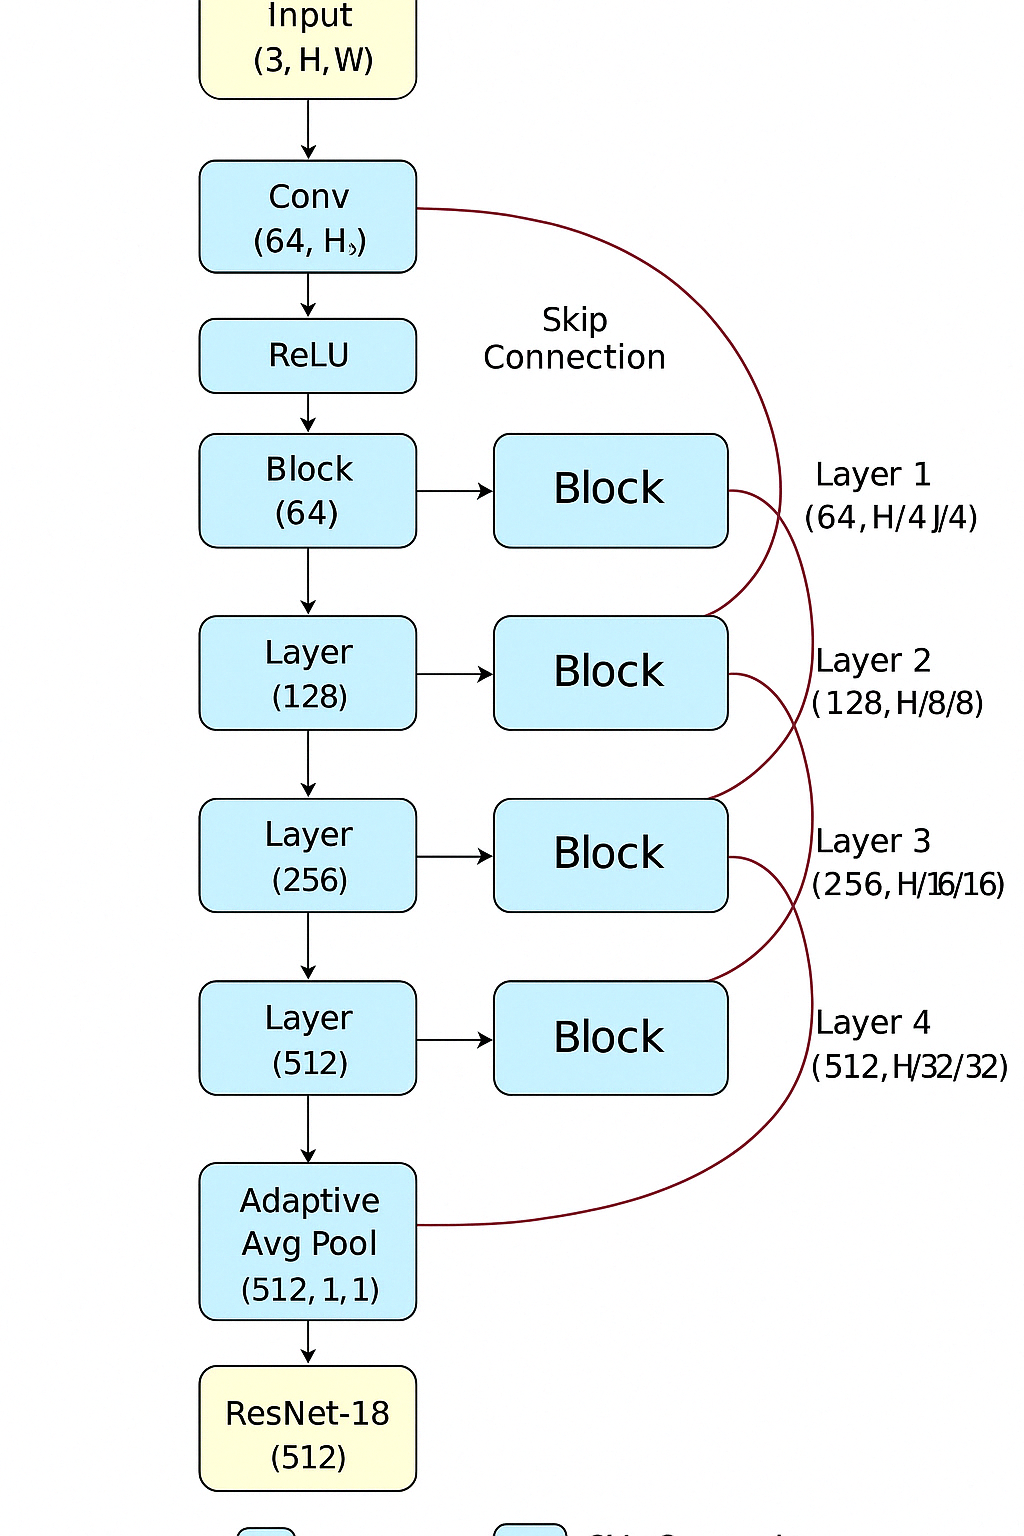 Input
(3, H, W)
Conv
(64, H,)
ReLU
Skip
Connection
Block
(64)
Block
Layer 1
(64, H/4 J/4)
Layer
(128)
Block
Layer 2
(128, H/8/8)
Layer
(256)
Block
Layer 3
(256, H/16/16)
Layer
(512)
Block
Layer 4
(512, H/32/32)
Adaptive
Avg Pool
(512, 1, 1)
ResNet-18
(512)